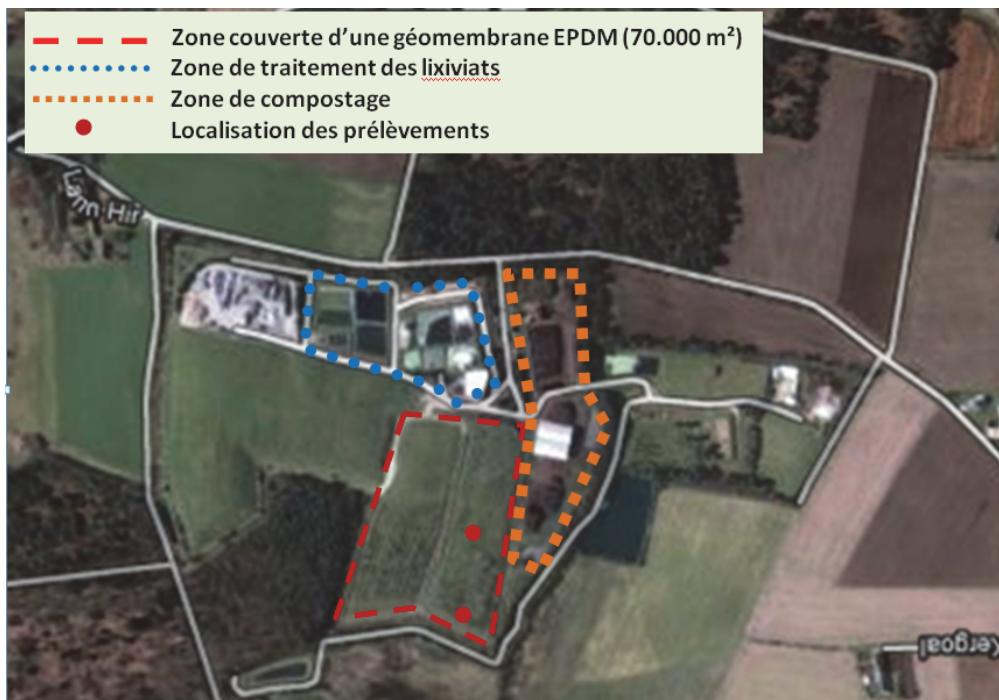 Zone couverte d'une géomembrane EPDM (70.000 m²)
Zone de traitement des lixiviats
Zone de compostage
Localisation des prélèvements
Lann Hir
Kergoal